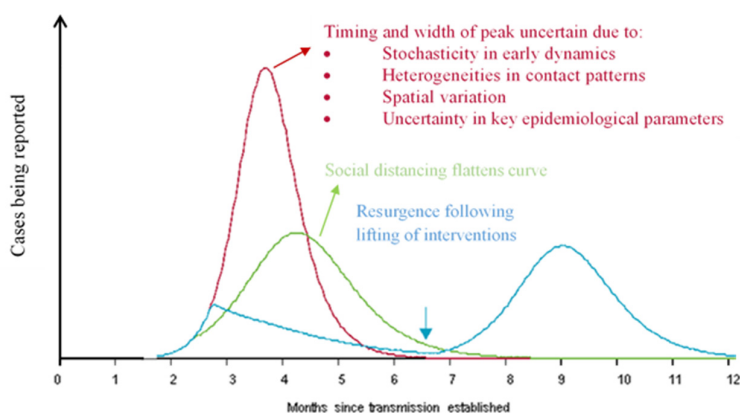 Timing and width of peak uncertain due to:
• Stochasticity in early dynamics
• Heterogeneities in contact patterns
• Spatial variation
• Uncertainty in key epidemiological parameters
Social distancing flattens curve
Resurgence following
lifting of interventions
Cases being reported
0 1 2 3 4 5 6 7 8 9 10 11 12
Months since transmission established